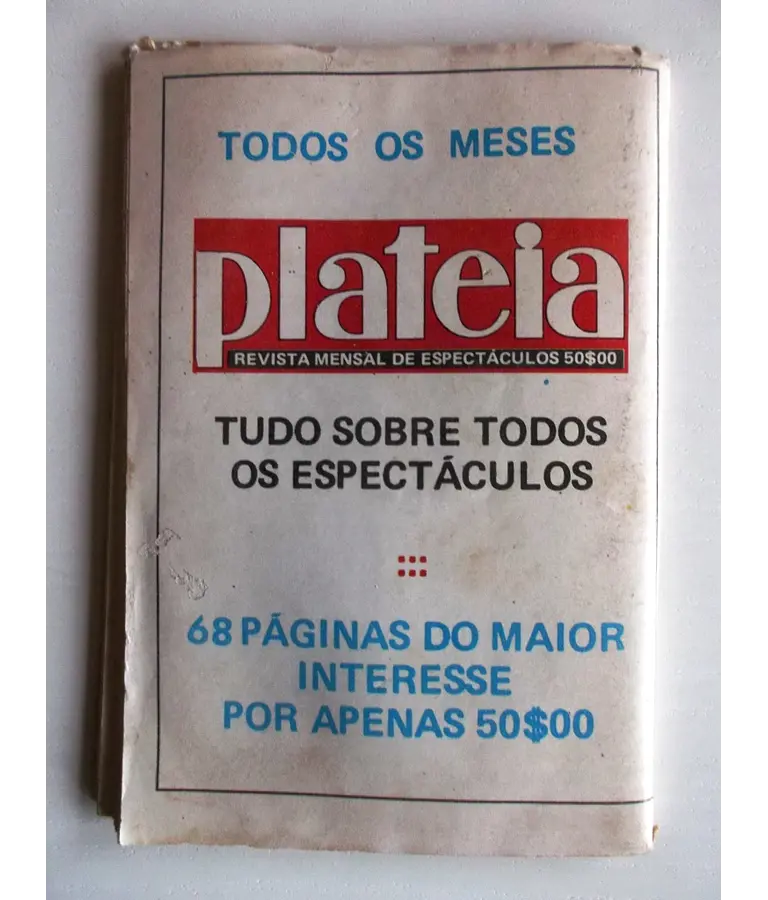 TODOS OS MESES
plateia
REVISTA MENSAL DE ESPECTÁCULOS 50$00
TUDO SOBRE TODOS
OS ESPECTÁCULOS
68 PÁGINAS DO MAIOR
INTERESSE
POR APENAS 50$00